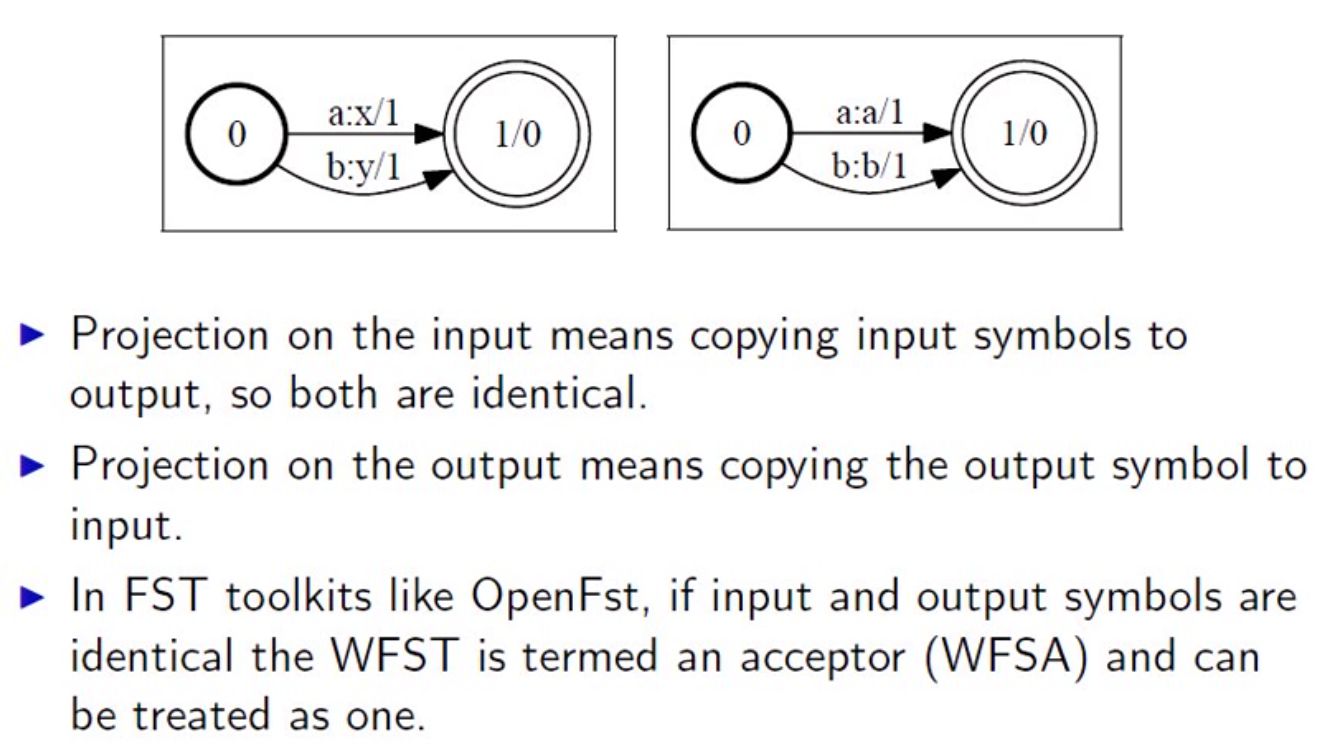 0 a:x/1 b:y/1 1/0
0 a:a/1 b:b/1 1/0
Projection on the input means copying input symbols to
output, so both are identical.
Projection on the output means copying the output symbol to
input.
In FST toolkits like OpenFst, if input and output symbols are
identical the WFST is termed an acceptor (WFSA) and can
be treated as one.